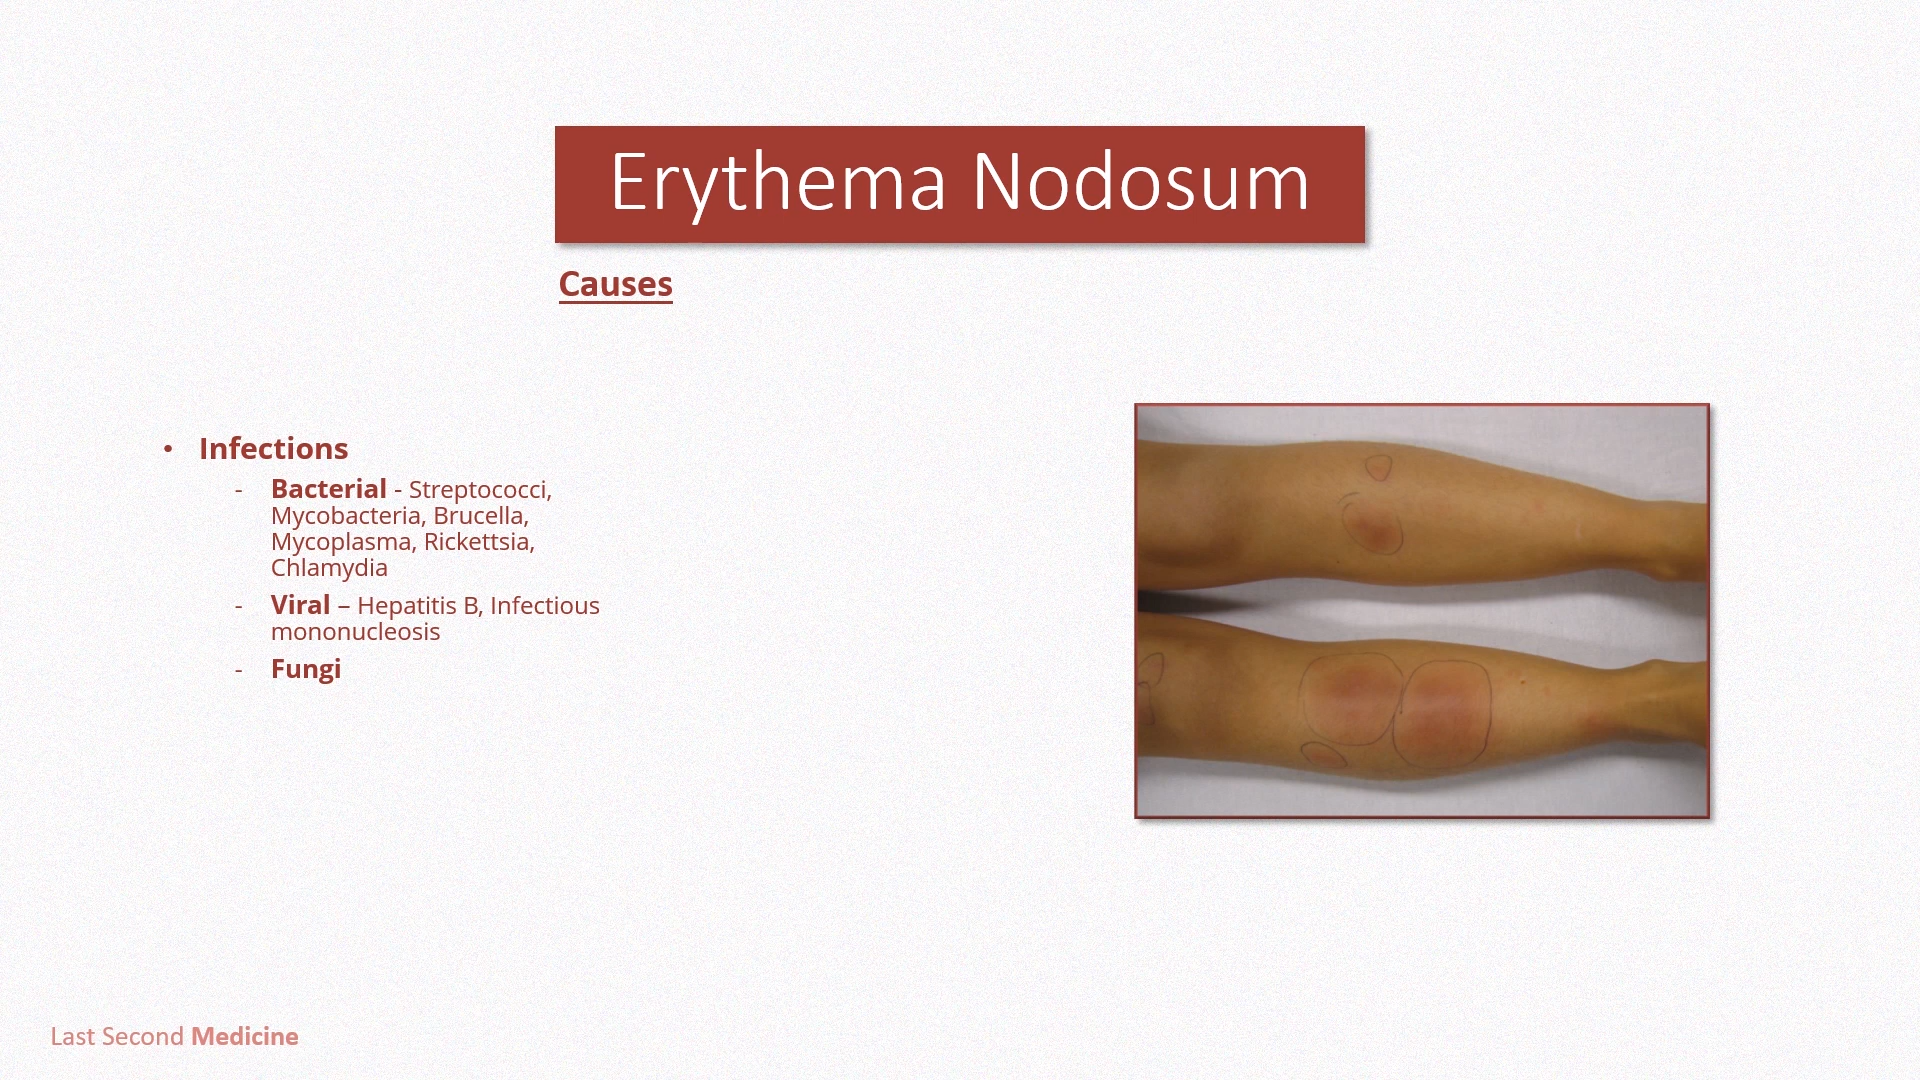 Erythema Nodosum
Causes
• Infections
- Bacterial - Streptococci,
Mycobacteria, Brucella,
Mycoplasma, Rickettsia,
Chlamydia
- Viral – Hepatitis B, Infectious
mononucleosis
- Fungi
Last Second Medicine